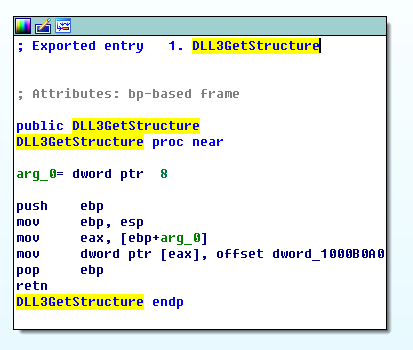 ; Exported entry   1. DLL3GetStructure
; Attributes: bp-based frame
public DLL3GetStructure
DLL3GetStructure proc near
arg_0= dword ptr  8
push    ebp
mov     ebp, esp
mov     eax, [ebp+arg_0]
mov     dword ptr [eax], offset dword_1000B0A0
pop     ebp
retn
DLL3GetStructure endp